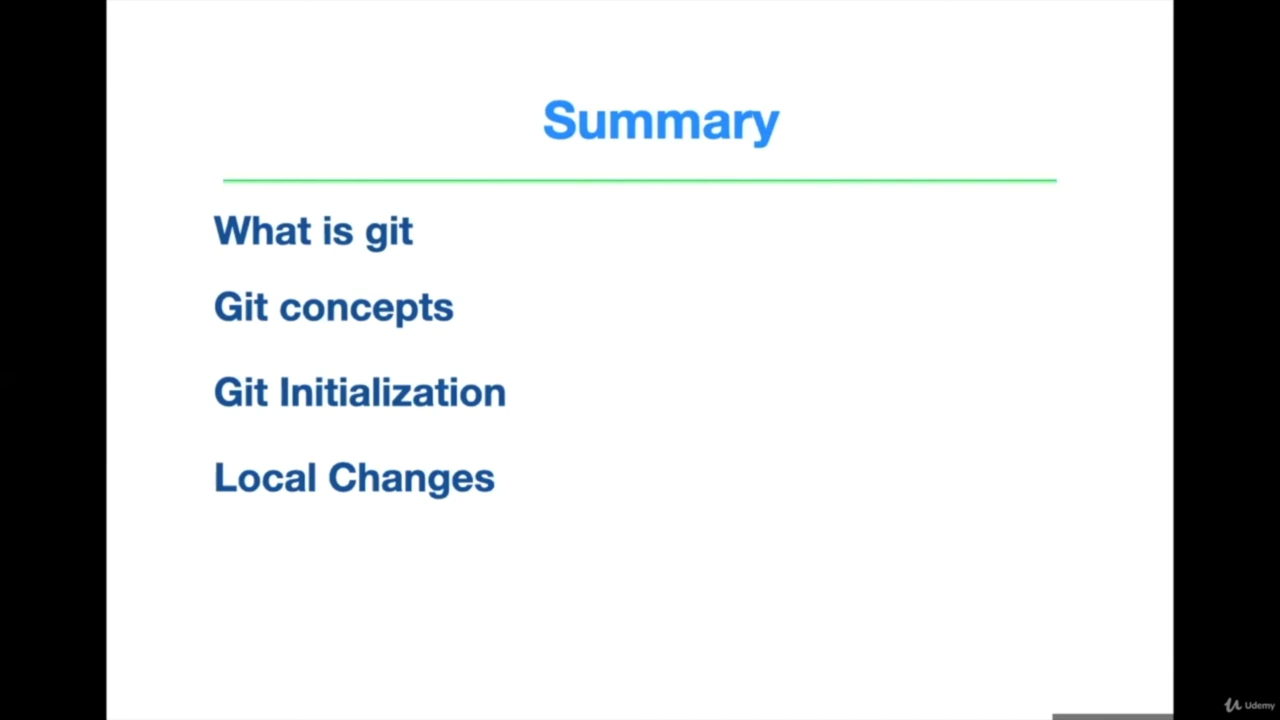 Summary
What is git
Git concepts
Git Initialization
Local Changes
Udemy